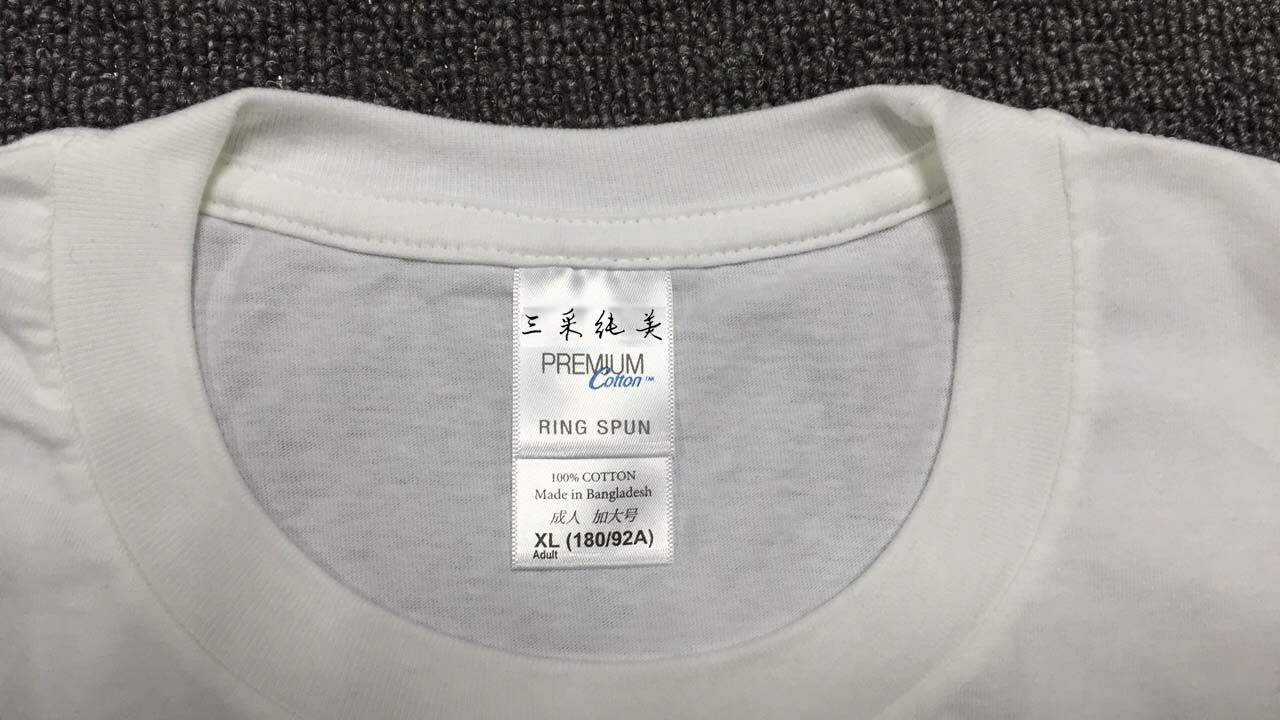 三采纯美
PREMIUM
Cotton™
RING SPUN
100% COTTON
Made in Bangladesh
成人 加大号
XL (180/92A)
Adult